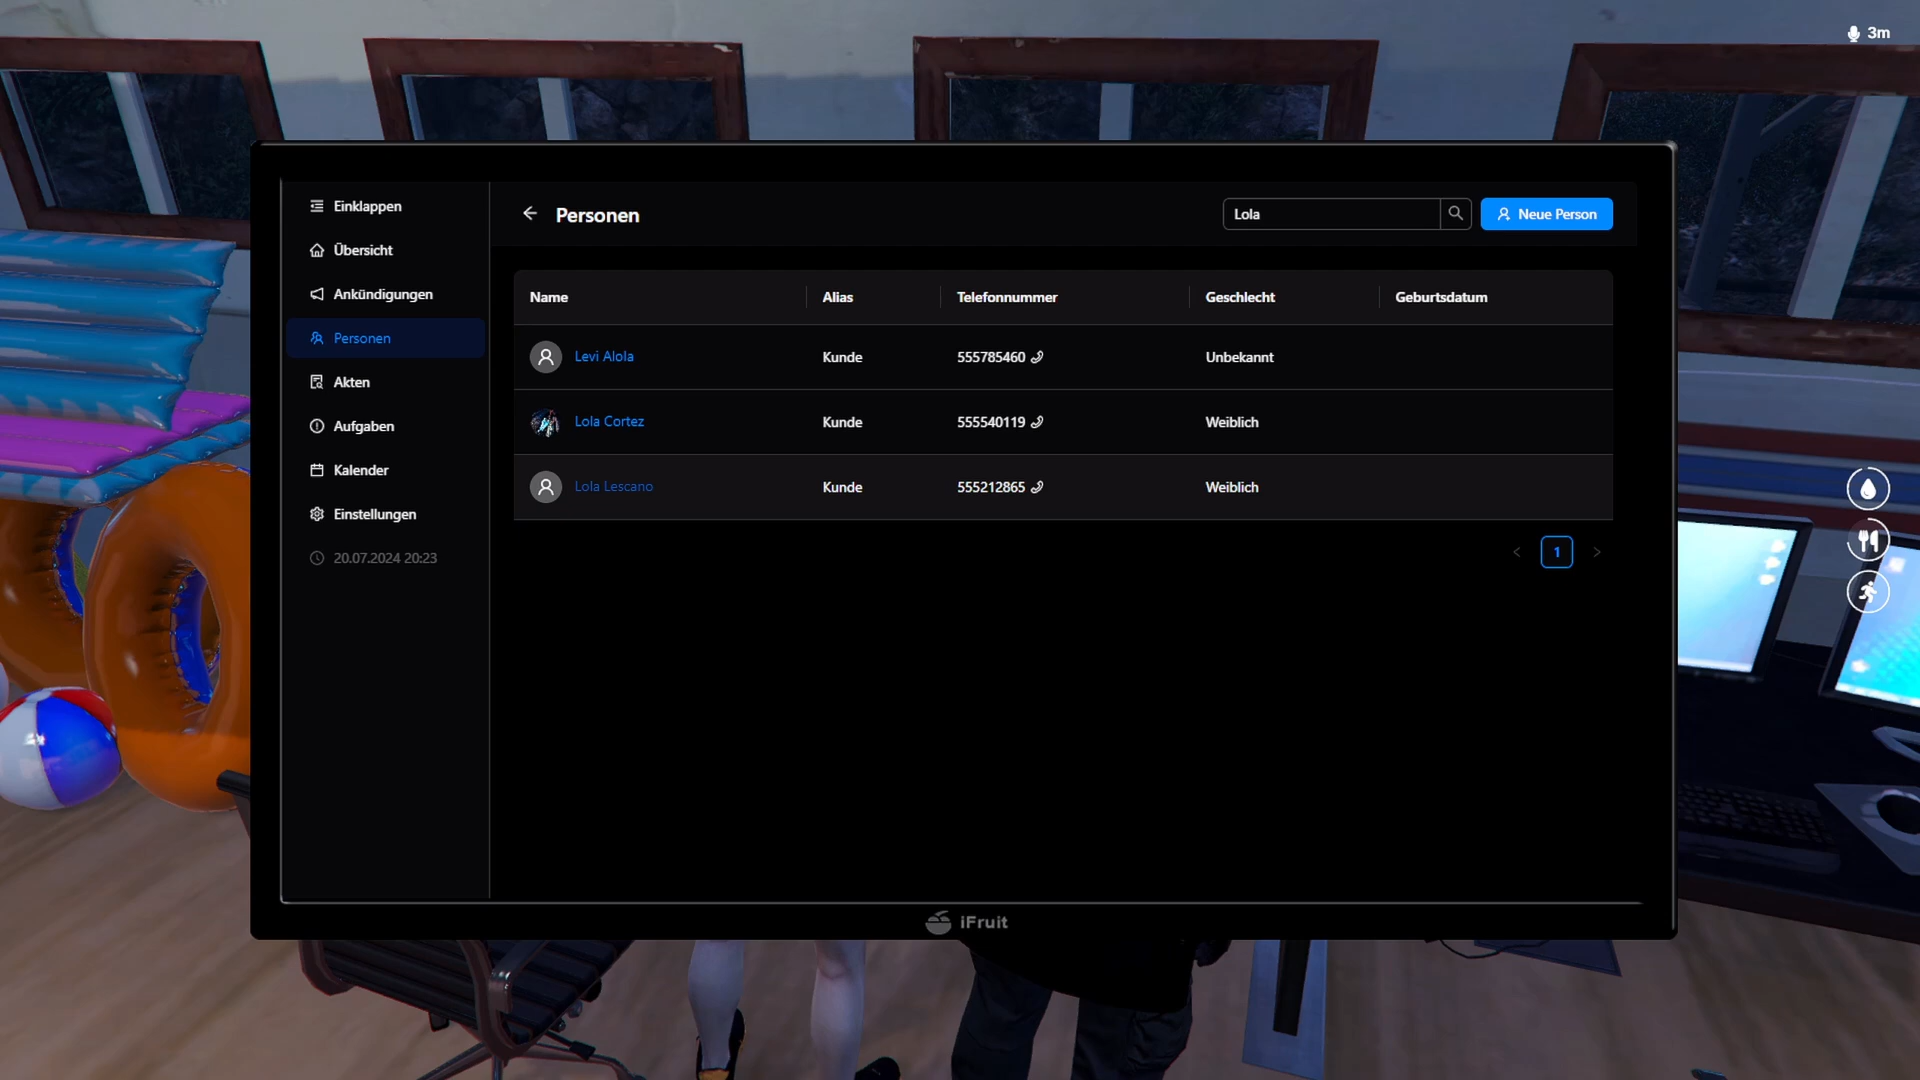 3m
Einklappen
Übersicht
Ankündigungen
Personen
Akten
Aufgaben
Kalender
Einstellungen
20.07.2024 20:23
Personen
Lola
Neue Person
Name Alias Telefonnummer Geschlecht Geburtsdatum
Levi Alola Kunde 555785460 Unbekannt
Lola Cortez Kunde 555540119 Weiblich
Lola Lescano Kunde 555212865 Weiblich
1
iFruit